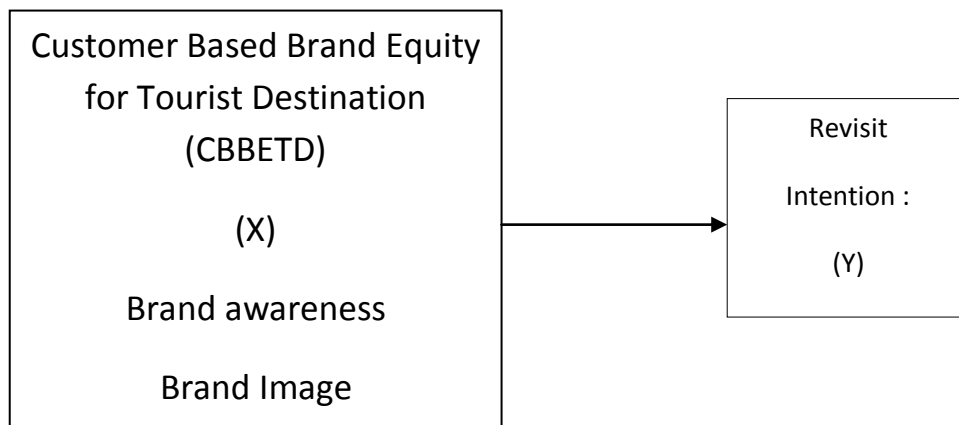 Customer Based Brand Equity
for Tourist Destination
(CBBETD)
(X)
Brand awareness
Brand Image
Revisit
Intention :
(Y)